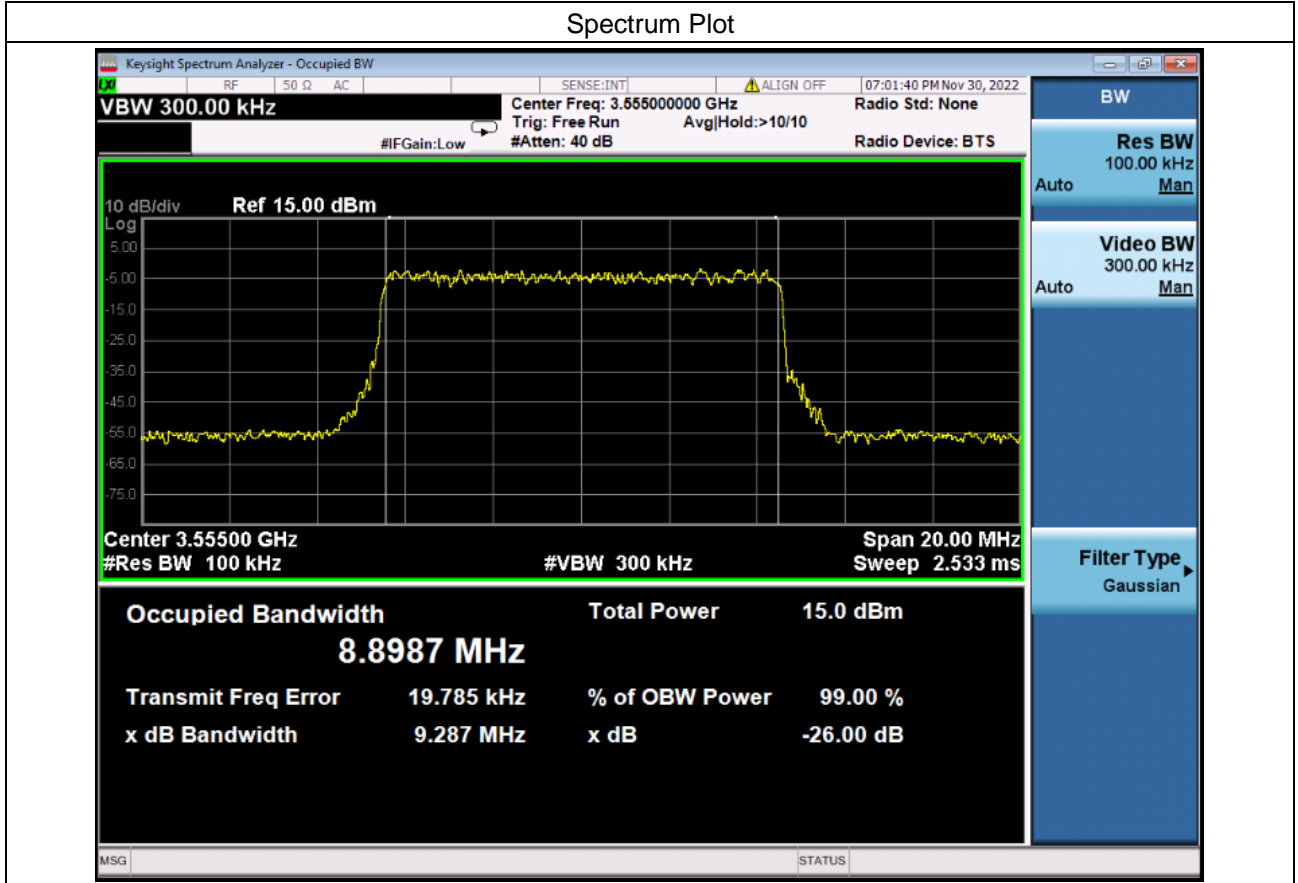 Spectrum Plot
Keysight Spectrum Analyzer - Occupied BW
LXI RF 50 Ω AC SENSE:INT ALIGN OFF 07:01:40 PM Nov 30, 2022
VBW 300.00 kHz
Center Freq: 3.555000000 GHz Radio Std: None
Trig: Free Run Avg|Hold:>10/10
#IFGain:Low #Atten: 40 dB Radio Device: BTS
10 dB/div Ref 15.00 dBm
Log
5.00
-5.00
-15.0
-25.0
-35.0
-45.0
-55.0
-65.0
-75.0
Center 3.55500 GHz Span 20.00 MHz
#Res BW 100 kHz #VBW 300 kHz Sweep 2.533 ms
Occupied Bandwidth Total Power 15.0 dBm
8.8987 MHz
Transmit Freq Error 19.785 kHz % of OBW Power 99.00 %
x dB Bandwidth 9.287 MHz x dB -26.00 dB
BW
Res BW
100.00 kHz
Auto Man
Video BW
300.00 kHz
Auto Man
Filter Type
Gaussian
MSG STATUS